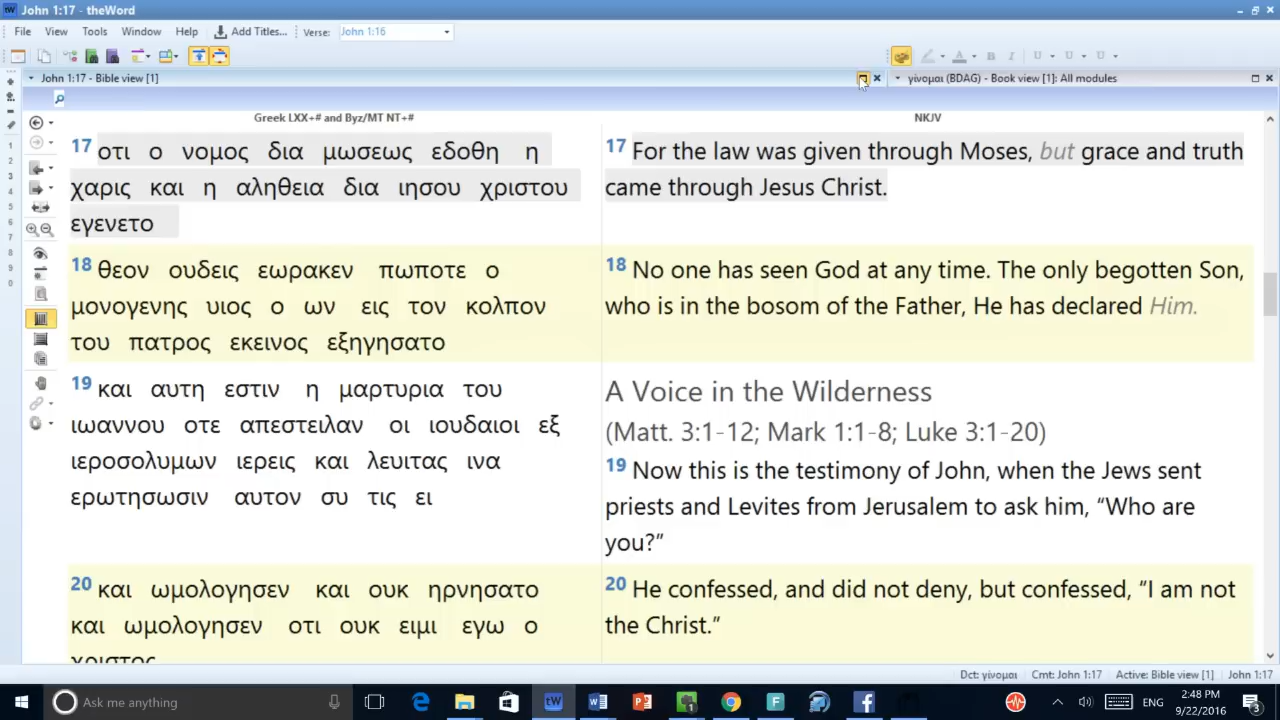 John 1:17 - theWord
File View Tools Window Help Add Titles... Verse: John 1:16
John 1:17 - Bible view [1]
γίνομαι (BDAG) - Book view [1]: All modules
Greek LXX+# and Byz/MT NT+#
17 οτι ο νομος δια μωσεως εδοθη η
χαρις και η αληθεια δια ιησου χριστου
εγενετο
18 θεον ουδεις εωρακεν πωποτε ο
μονογενης υιος ο ων εις τον κολπον
του πατρος εκεινος εξηγησατο
19 και αυτη εστιν η μαρτυρια του
ιωαννου οτε απεστειλαν οι ιουδαιοι εξ
ιεροσολυμων ιερεις και λευιτας ινα
ερωτησωσιν αυτον συ τις ει
20 και ωμολογησεν και ουκ ηρνησατο
και ωμολογησεν οτι ουκ ειμι εγω ο
χριστος
NKJV
17 For the law was given through Moses, but grace and truth
came through Jesus Christ.
18 No one has seen God at any time. The only begotten Son,
who is in the bosom of the Father, He has declared Him.
A Voice in the Wilderness
(Matt. 3:1-12; Mark 1:1-8; Luke 3:1-20)
19 Now this is the testimony of John, when the Jews sent
priests and Levites from Jerusalem to ask him, “Who are
you?”
20 He confessed, and did not deny, but confessed, “I am not
the Christ.”
Dct: γίνομαι Cmt: John 1:17 Active: Bible view [1] John 1:17
Ask me anything
ENG
2:48 PM
9/22/2016